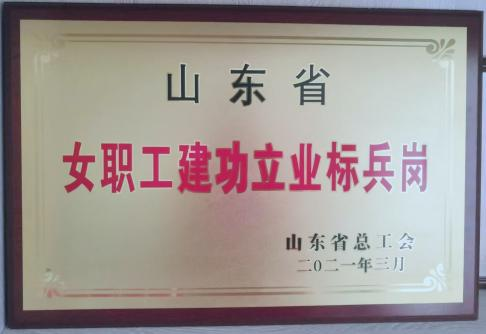 山东省
女职工建功立业标兵岗
山东省总工会
二〇二一年三月